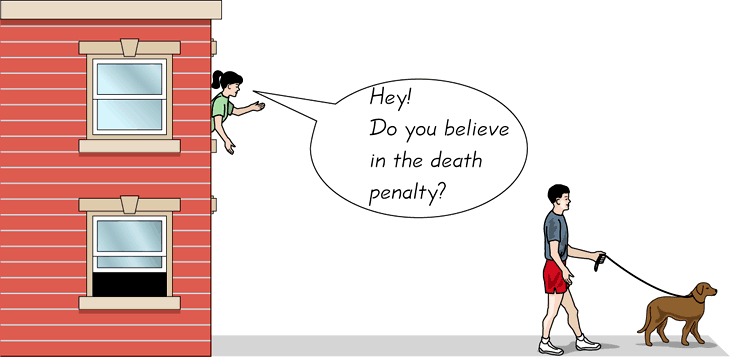 Hey!
Do you believe
in the death
penalty?